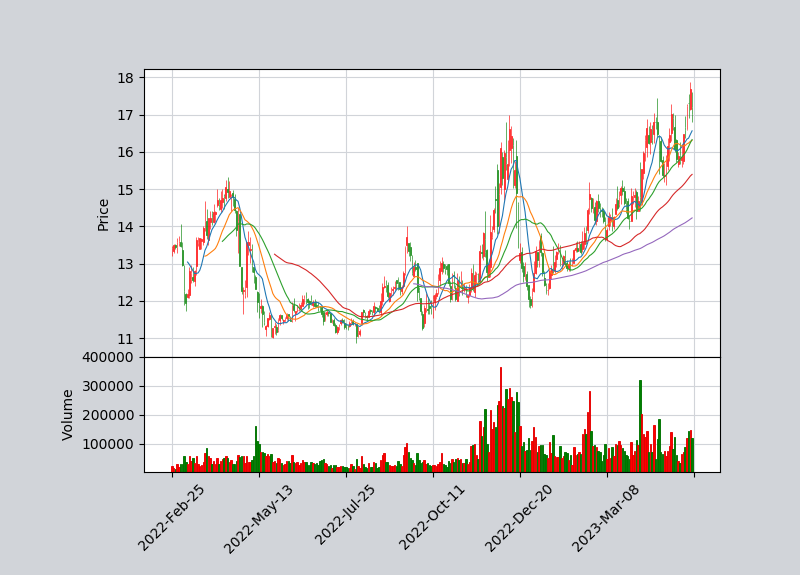 18
17
16
15
14
13
12
11
Price
400000
300000
200000
100000
Volume
2022-Feb-25
2022-May-13
2022-Jul-25
2022-Oct-11
2022-Dec-20
2023-Mar-08